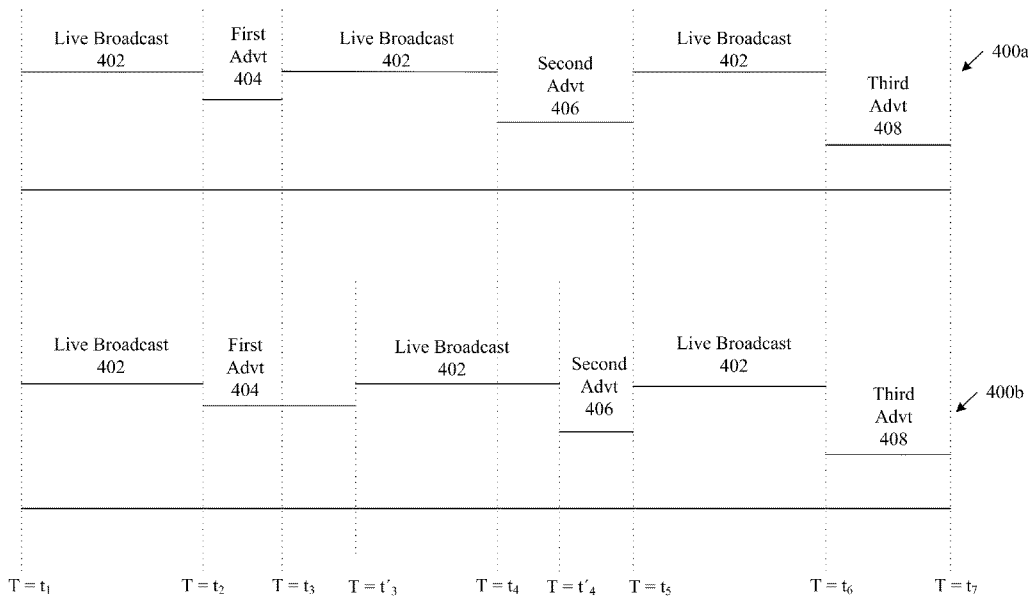 Live Broadcast
402
First
Advt
404
Live Broadcast
402
Second
Advt
406
Live Broadcast
402
Third
Advt
408
400a
Live Broadcast
402
First
Advt
404
Live Broadcast
402
Second
Advt
406
Live Broadcast
402
Third
Advt
408
400b
T = t₁ T = t₂ T = t₃ T = t′₃ T = t₄ T = t′₄ T = t₅ T = t₆ T = t₇